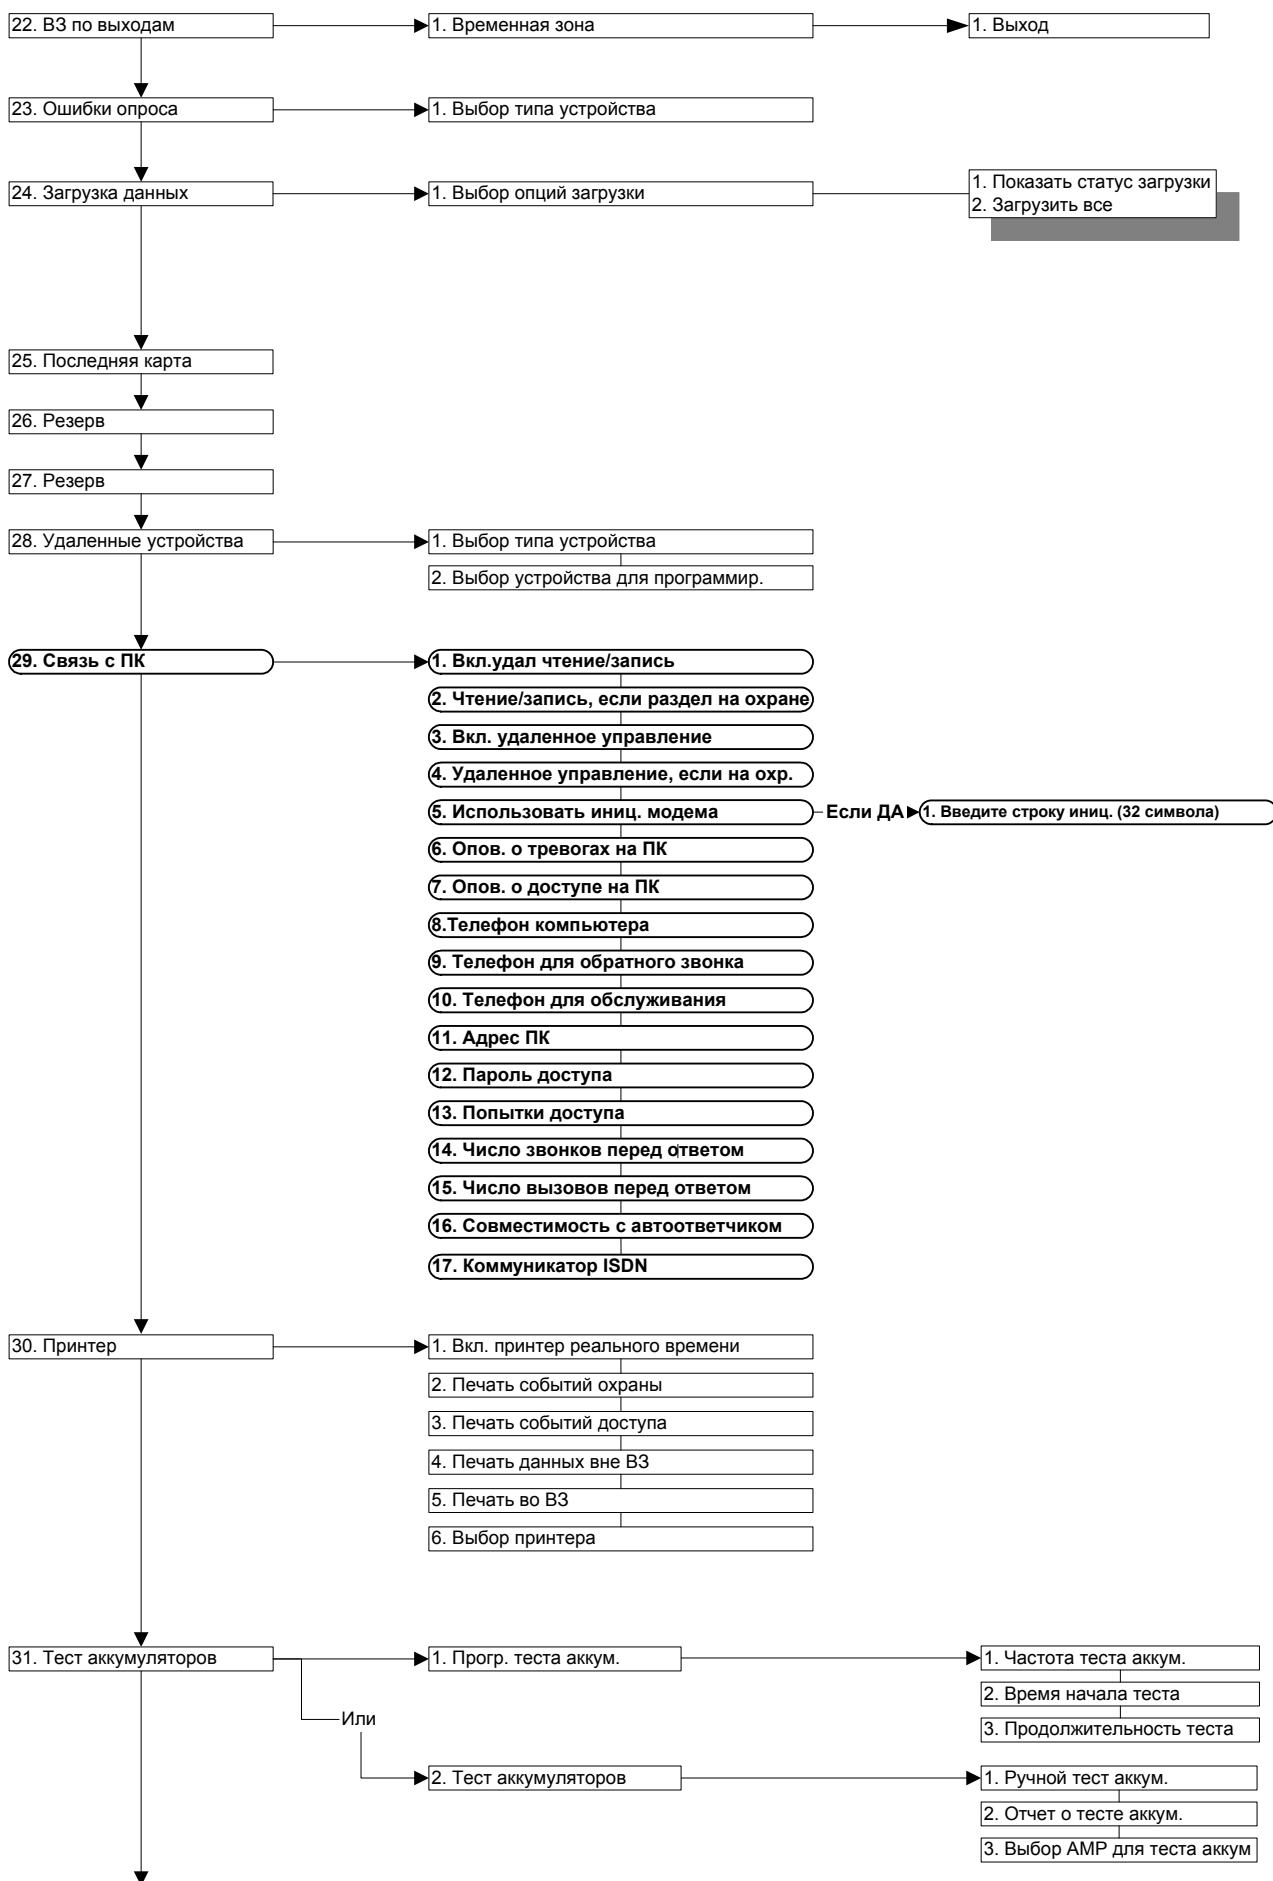 22. ВЗ по выходам
1. Временная зона
1. Выход
23. Ошибки опроса
1. Выбор типа устройства
24. Загрузка данных
1. Выбор опций загрузки
1. Показать статус загрузки
2. Загрузить все
25. Последняя карта
26. Резерв
27. Резерв
28. Удаленные устройства
1. Выбор типа устройства
2. Выбор устройства для программир.
29. Связь с ПК
1. Вкл.удал чтение/запись
2. Чтение/запись, если раздел на охране
3. Вкл. удаленное управление
4. Удаленное управление, если на охр.
5. Использовать иниц. модема
Если ДА
1. Введите строку иниц. (32 символа)
6. Опов. о тревогах на ПК
7. Опов. о доступе на ПК
8.Телефон компьютера
9. Телефон для обратного звонка
10. Телефон для обслуживания
11. Адрес ПК
12. Пароль доступа
13. Попытки доступа
14. Число звонков перед ответом
15. Число вызовов перед ответом
16. Совместимость с автоответчиком
17. Коммуникатор ISDN
30. Принтер
1. Вкл. принтер реального времени
2. Печать событий охраны
3. Печать событий доступа
4. Печать данных вне ВЗ
5. Печать во ВЗ
6. Выбор принтера
31. Тест аккумуляторов
1. Прогр. теста аккум.
1. Частота теста аккум.
2. Время начала теста
3. Продолжительность теста
Или
2. Тест аккумуляторов
1. Ручной тест аккум.
2. Отчет о тесте аккум.
3. Выбор АМР для теста аккум